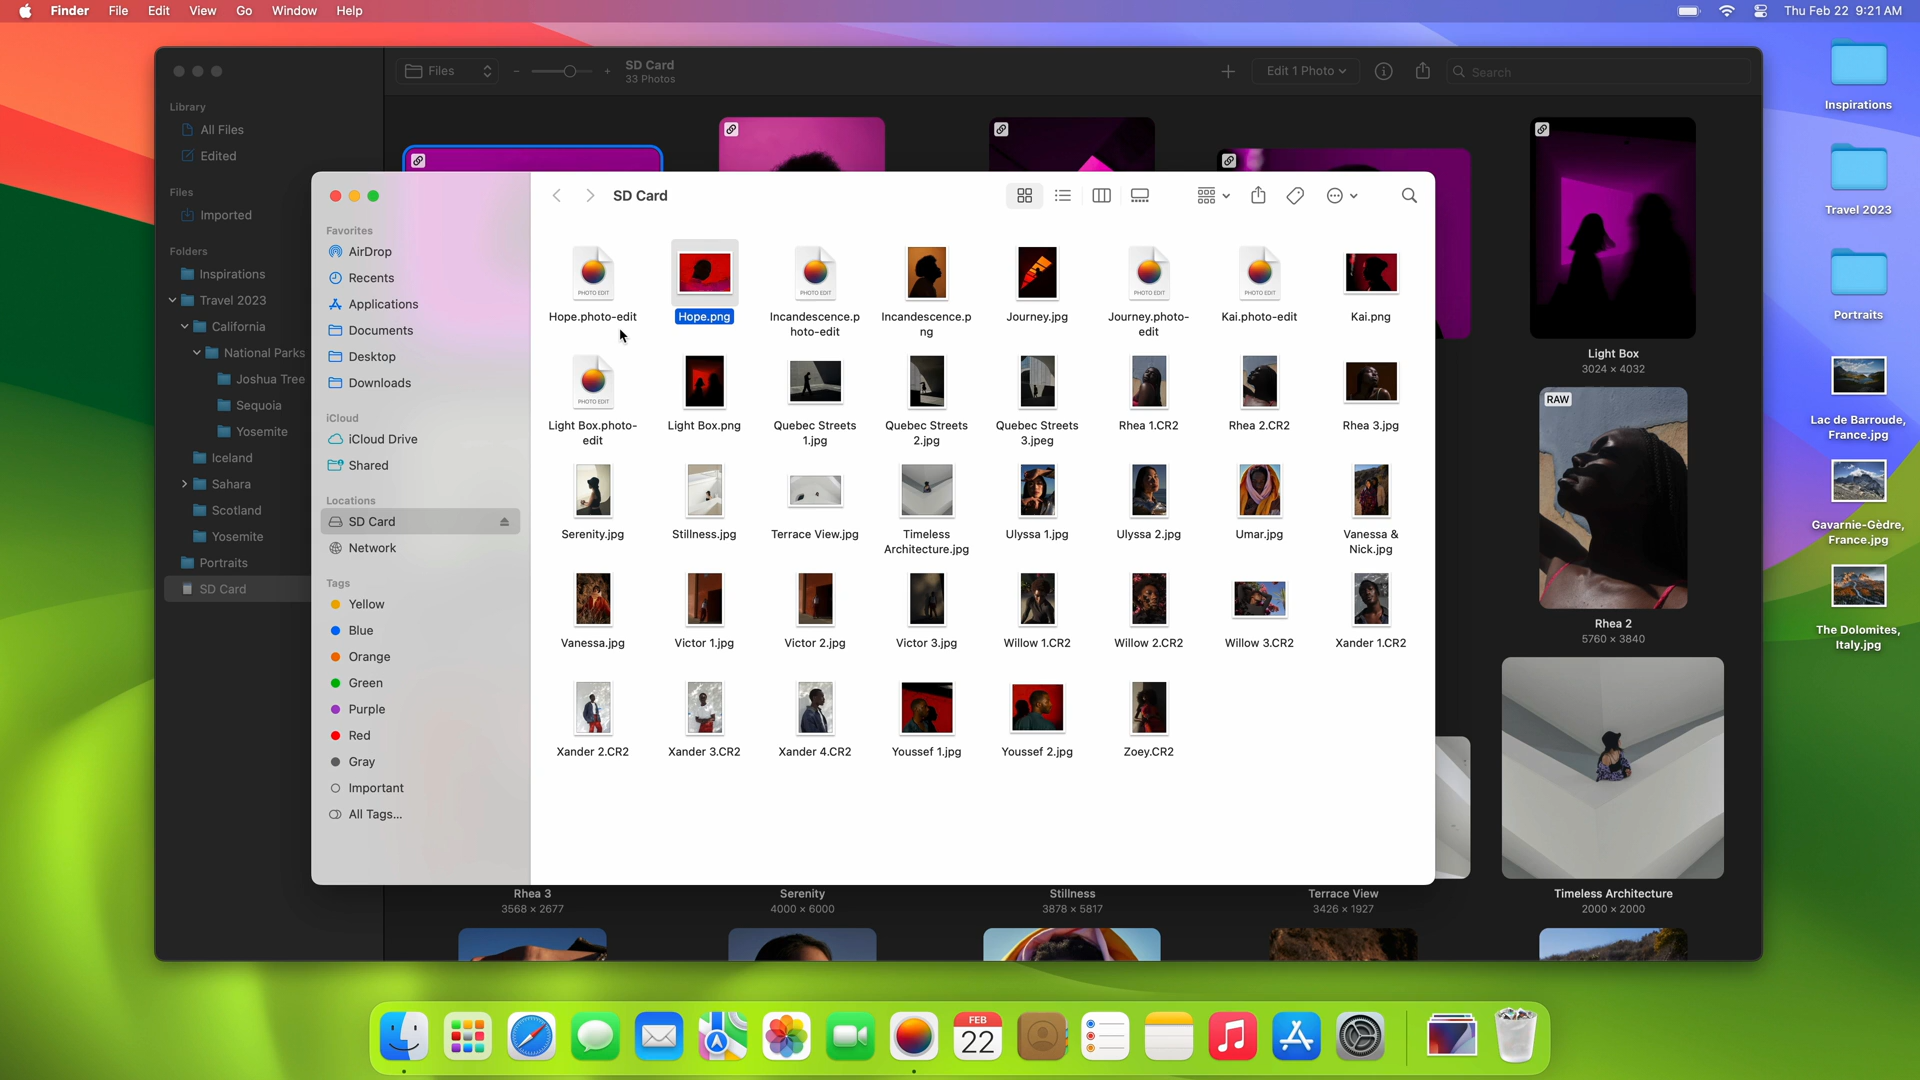 Finder File Edit View Go Window Help
Thu Feb 22 9:21 AM
Files
SD Card
33 Photos
Edit 1 Photo
Search
Library
All Files
Edited
Files
Imported
Folders
Inspirations
Travel 2023
California
National Parks
Joshua Tree
Sequoia
Yosemite
Iceland
Sahara
Scotland
Yosemite
Portraits
SD Card
SD Card
Favorites
AirDrop
Recents
Applications
Documents
Desktop
Downloads
iCloud
iCloud Drive
Shared
Locations
SD Card
Network
Tags
Yellow
Blue
Orange
Green
Purple
Red
Gray
Important
All Tags...
PHOTO EDIT
Hope.photo-edit
Hope.png
PHOTO EDIT
Incandescence.p
hoto-edit
Incandescence.p
ng
Journey.jpg
PHOTO EDIT
Journey.photo-
edit
PHOTO EDIT
Kai.photo-edit
Kai.png
PHOTO EDIT
Light Box.photo-
edit
Light Box.png
Quebec Streets
1.jpg
Quebec Streets
2.jpg
Quebec Streets
3.jpeg
Rhea 1.CR2
Rhea 2.CR2
Rhea 3.jpg
Serenity.jpg
Stillness.jpg
Terrace View.jpg
Timeless
Architecture.jpg
Ulyssa 1.jpg
Ulyssa 2.jpg
Umar.jpg
Vanessa &
Nick.jpg
Vanessa.jpg
Victor 1.jpg
Victor 2.jpg
Victor 3.jpg
Willow 1.CR2
Willow 2.CR2
Willow 3.CR2
Xander 1.CR2
Xander 2.CR2
Xander 3.CR2
Xander 4.CR2
Youssef 1.jpg
Youssef 2.jpg
Zoey.CR2
Light Box
3024 × 4032
RAW
Rhea 2
5760 × 3840
Rhea 3
3568 × 2677
Serenity
4000 × 6000
Stillness
3878 × 5817
Terrace View
3426 × 1927
Timeless Architecture
2000 × 2000
Inspirations
Travel 2023
Portraits
Lac de Barroude,
France.jpg
Gavarnie-Gèdre,
France.jpg
The Dolomites,
Italy.jpg
FEB
22